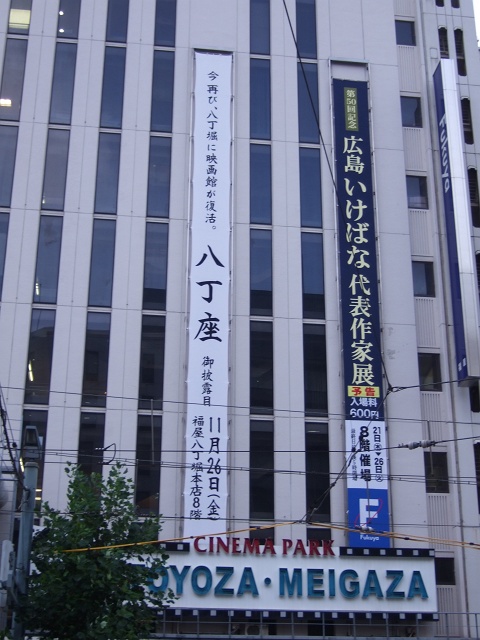 今再び、八丁堀に映画館が復活。
八丁座
御披露目
11月26日(金)
福屋八丁堀本店8階
第50回記念
広島いけばな代表作家展
予告
入場料
600円
21日
26日
8階催場
F
Fukuya
FUKUYA
CINEMA PARK
OYOZA・MEIGAZA